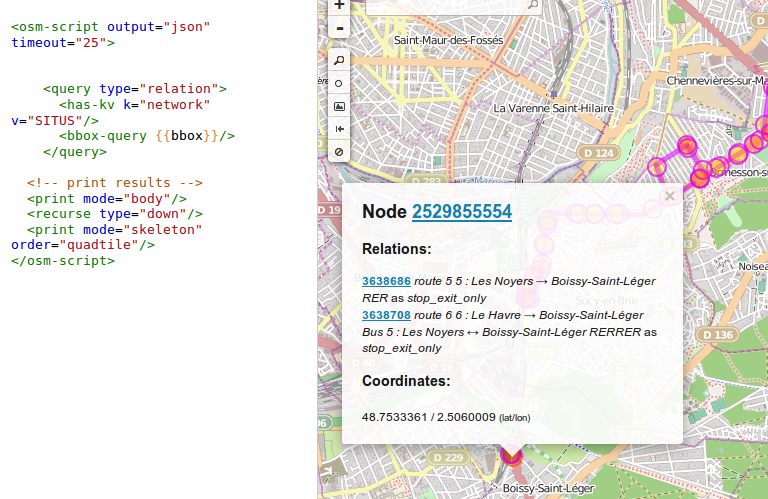 <osm-script output="json"
timeout="25">
<query type="relation">
<has-kv k="network"
v="SITUS"/>
<bbox-query {{bbox}}/>
</query>
<!-- print results -->
<print mode="body"/>
<recurse type="down"/>
<print mode="skeleton"
order="quadtile"/>
</osm-script>
+
-
Saint-Maur-des-Fossés
Chennevières-sur-Ma
La Varenne Saint-Hilaire
D 124
D 233
D 19
Node 2529855554
×
Relations:
3638686 route 5 5 : Les Noyers → Boissy-Saint-Léger
RER as stop_exit_only
3638708 route 6 6 : Le Havre → Boissy-Saint-Léger
Bus 5 : Les Noyers ↔ Boissy-Saint-Léger RERRER as
stop_exit_only
Coordinates:
48.7533361 / 2.5060009 (lat/lon)
Sucy-en-Brie
Noisea
D 136
D 229
Boissy-Saint-Léger